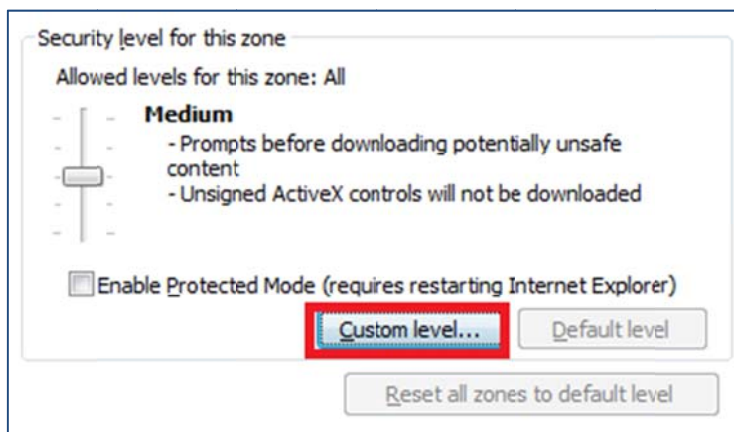 Security level for this zone
Allowed levels for this zone: All
Medium
- Prompts before downloading potentially unsafe
content
- Unsigned ActiveX controls will not be downloaded
Enable Protected Mode (requires restarting Internet Explorer)
Custom level...
Default level
Reset all zones to default level